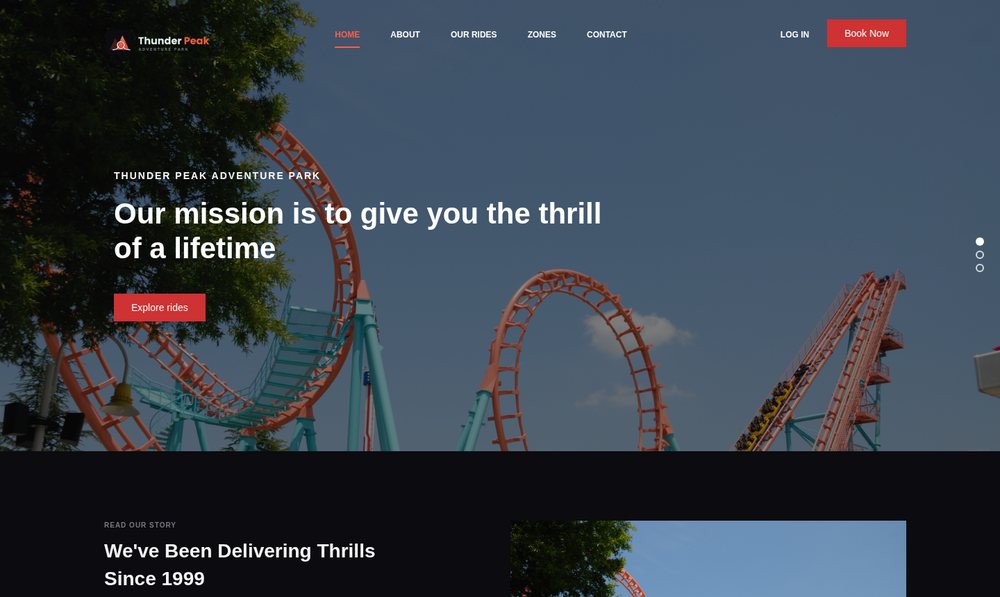 Thunder Peak
ADVENTURE PARK
HOME
ABOUT
OUR RIDES
ZONES
CONTACT
LOG IN
Book Now
THUNDER PEAK ADVENTURE PARK
Our mission is to give you the thrill
of a lifetime
Explore rides
READ OUR STORY
We've Been Delivering Thrills
Since 1999